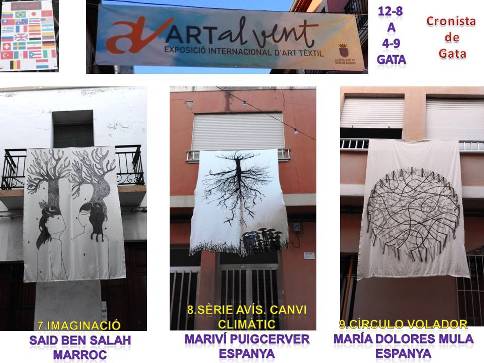 ARTal vent
EXPOSICIÓ INTERNACIONAL D'ART TÈXTIL
12-8
A
4-9
GATA
Cronista
de
Gata
7.IMAGINACIÓ
SAID BEN SALAH
MARROC
8.SÈRIE AVÍS. CANVI
CLIMÀTIC
MARIVÍ PUIGCERVER
ESPANYA
9.CÍRCULO VOLADOR
MARÍA DOLORES MULA
ESPANYA